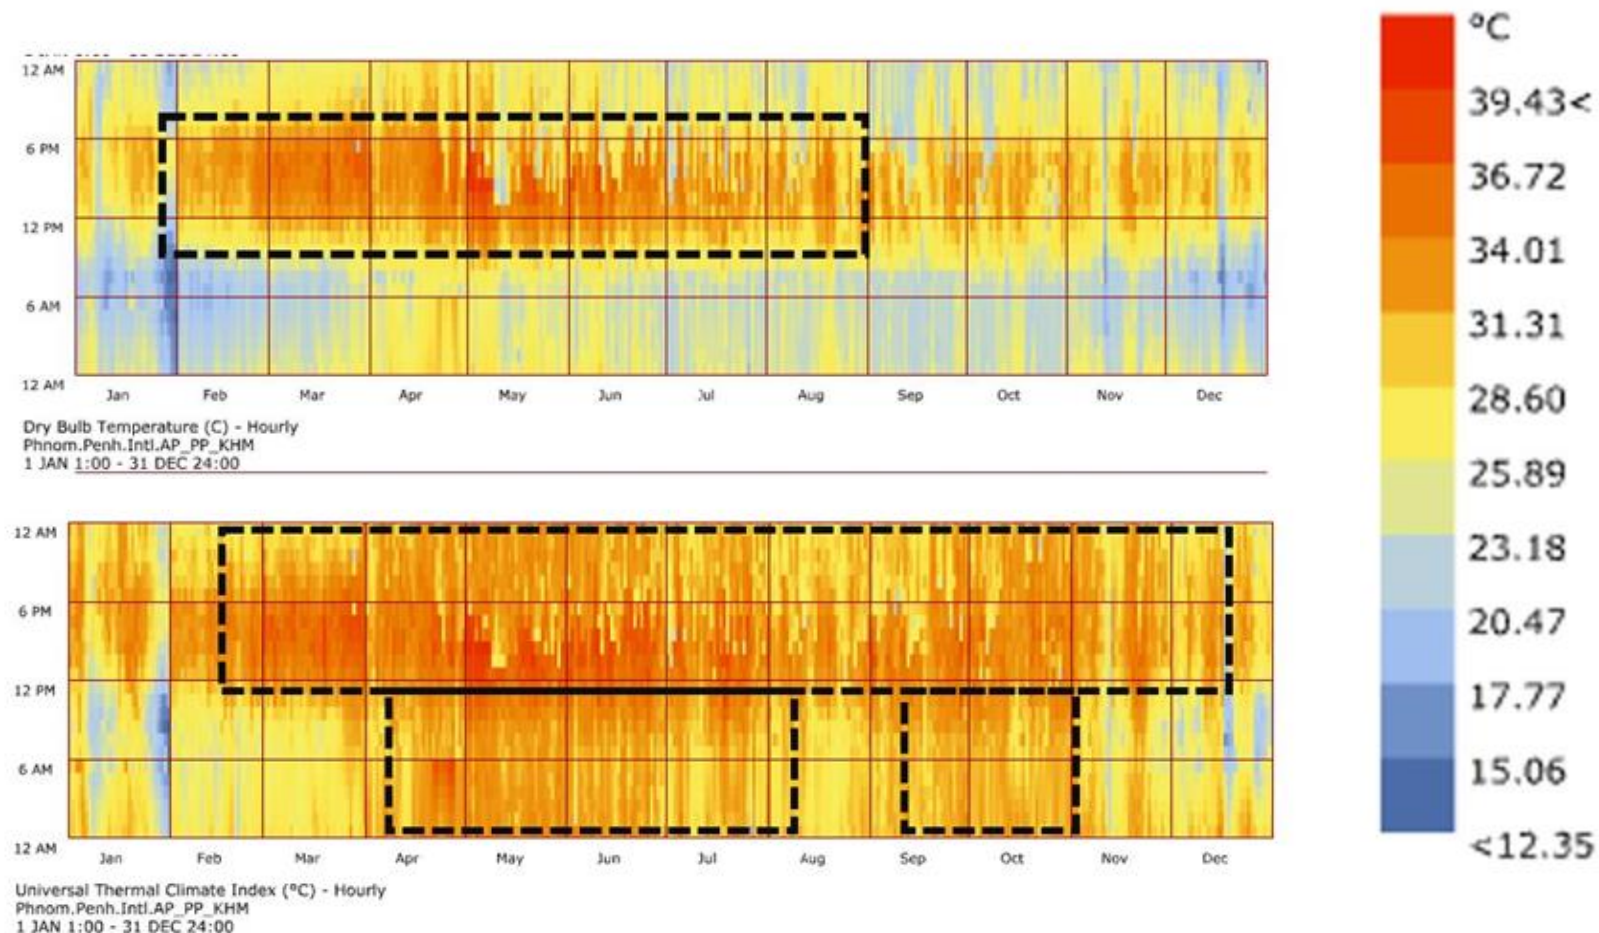 12 AM
6 PM
12 PM
6 AM
12 AM
Jan Feb Mar Apr May Jun Jul Aug Sep Oct Nov Dec
Dry Bulb Temperature (C) - Hourly
Phnom.Penh.Intl.AP_PP_KHM
1 JAN 1:00 - 31 DEC 24:00
12 AM
6 PM
12 PM
6 AM
12 AM
Jan Feb Mar Apr May Jun Jul Aug Sep Oct Nov Dec
Universal Thermal Climate Index (°C) - Hourly
Phnom.Penh.Intl.AP_PP_KHM
1 JAN 1:00 - 31 DEC 24:00
°C
39.43<
36.72
34.01
31.31
28.60
25.89
23.18
20.47
17.77
15.06
<12.35